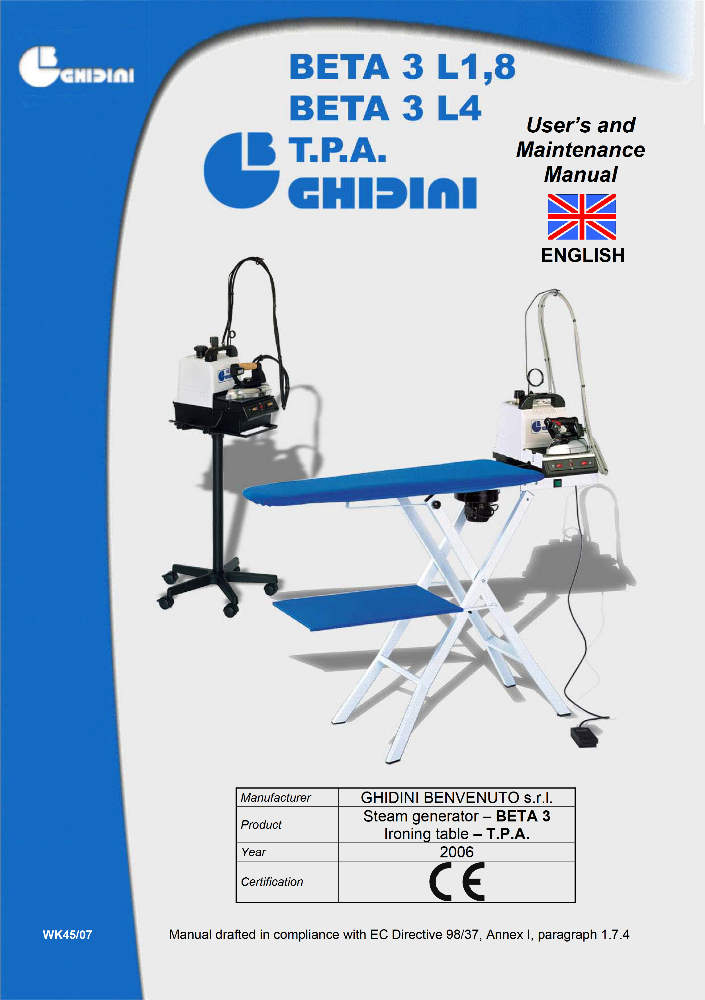 GHIDINI
BETA 3 L1,8
BETA 3 L4
T.P.A.
B
GHIDINI
User’s and
Maintenance
Manual
ENGLISH
Manufacturer GHIDINI BENVENUTO s.r.l.
Product Steam generator – BETA 3
Ironing table – T.P.A.
Year 2006
Certification CE
WK45/07 Manual drafted in compliance with EC Directive 98/37, Annex I, paragraph 1.7.4